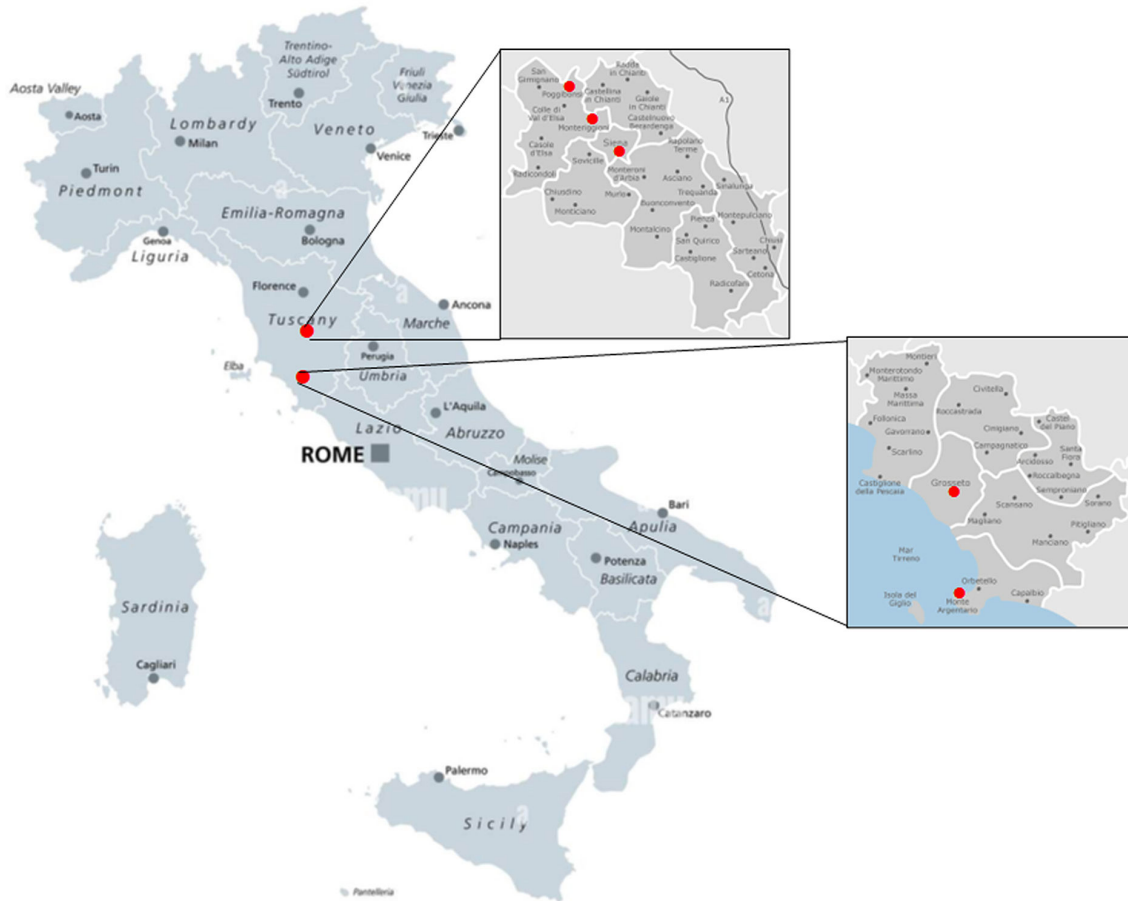 Trentino-
Alto Adige
Südtirol
Trento
Friuli
Venezia
Giulia
Trieste
Aosta Valley
Aosta
Lombardy
Milan
Veneto
Venice
Turin
Piedmont
a
Emilia-Romagna
Bologna
Genoa
Liguria
Florence
Tuscany
a
Marche
Ancona
Elba
Perugia
Umbria
L'Aquila
Lazio
Abruzzo
ROME
Molise
Campobasso
Campania
Naples
Bari
Apulia
Potenza
Basilicata
a
Sardinia
Cagliari
Calabria
Catanzaro
Palermo
a
Sicily
Pantelleria
San
Gimignano
Poggibonsi
Radda
in Chianti
Castellina
in Chianti
Gaiole
in Chianti
A1
Colle di
Val d'Elsa
Monteriggioni
Castelnuovo
Berardenga
Casole
d'Elsa
Siena
Rapolano
Terme
Sovicille
Radicondoli
Monteroni
d'Arbia
Asciano
Sinalunga
Trequanda
Chiusdino
Murlo
Monticiano
Buonconvento
Pienza
Montepulciano
Montalcino
San Quirico
Castiglione
Chiusi
Sarteano
Cetona
Radicofani
Montieri
Monterotondo
Marittimo
Massa
Marittima
Civitella
Roccastrada
Follonica
Gavorrano
Castel
del Piano
Cinigiano
Scarlino
Campagnatico
Santa
Fiora
Arcidosso
Roccalbegna
Castiglione
della Pescaia
Grosseto
Semproniano
Sorano
Scansano
Magliano
Pitigliano
Manciano
Mar
Tirreno
Orbetello
Isola del
Giglio
Monte
Argentario
Capalbio